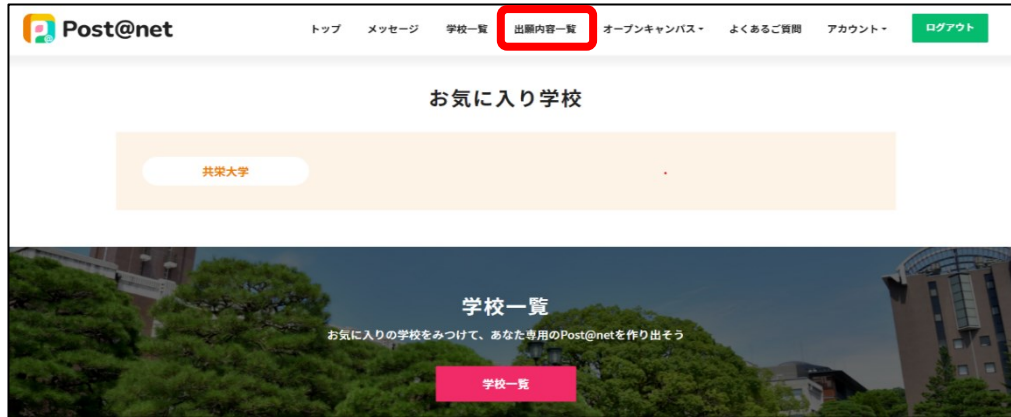 Post@net
トップ メッセージ 学校一覧 出願内容一覧 オープンキャンパス よくあるご質問 アカウント ログアウト
お気に入り学校
共栄大学
学校一覧
お気に入りの学校をみつけて、あなた専用のPost@netを作り出そう
学校一覧